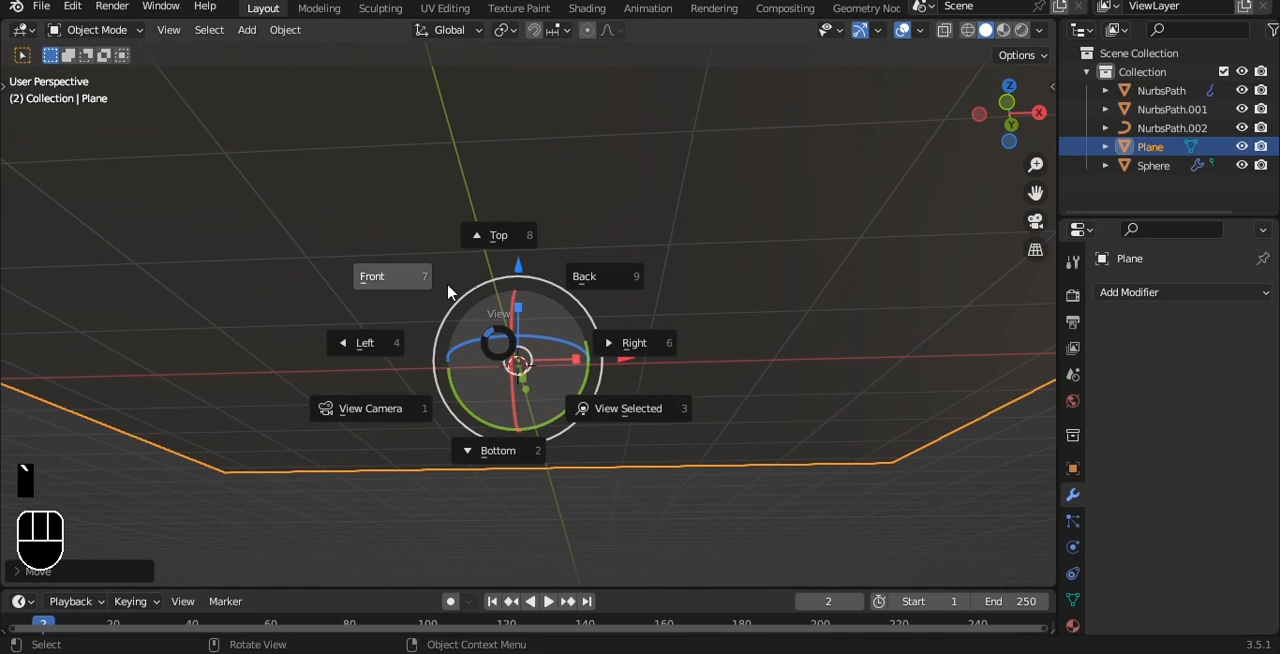 File Edit Render Window Help Layout Modeling Sculpting UV Editing Texture Paint Shading Animation Rendering Compositing Geometry Noc Scene ViewLayer
Object Mode View Select Add Object Global
Options
User Perspective
(2) Collection | Plane
Z
X
Y
Scene Collection
Collection
NurbsPath
NurbsPath.001
NurbsPath.002
Plane
Sphere
Plane
Add Modifier
Top 8
Front 7
Back 9
View
Left 4
Right 6
View Camera 1
View Selected 3
Bottom 2
`
Move
Playback Keying View Marker 2 Start 1 End 250
2 20 40 60 80 100 120 140 160 180 200 220 240
Select Rotate View Object Context Menu 3.5.1